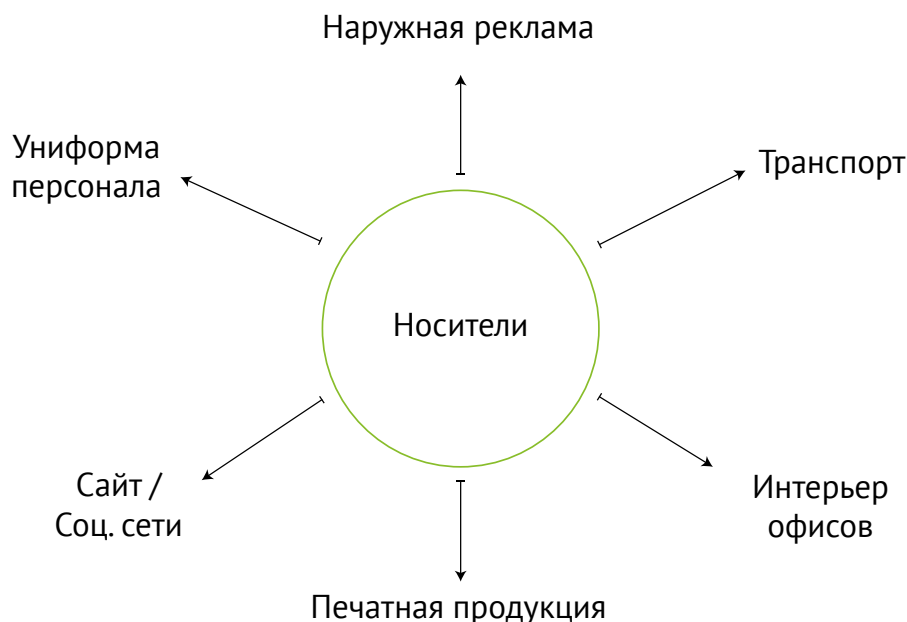 Наружная реклама
Униформа
персонала
Транспорт
Носители
Сайт /
Соц. сети
Интерьер
офисов
Печатная продукция